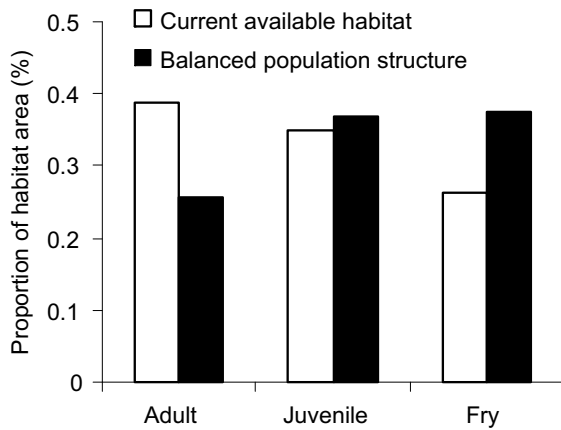 Current available habitat
Balanced population structure
Proportion of habitat area (%)
0.5
0.4
0.3
0.2
0.1
0
Adult Juvenile Fry